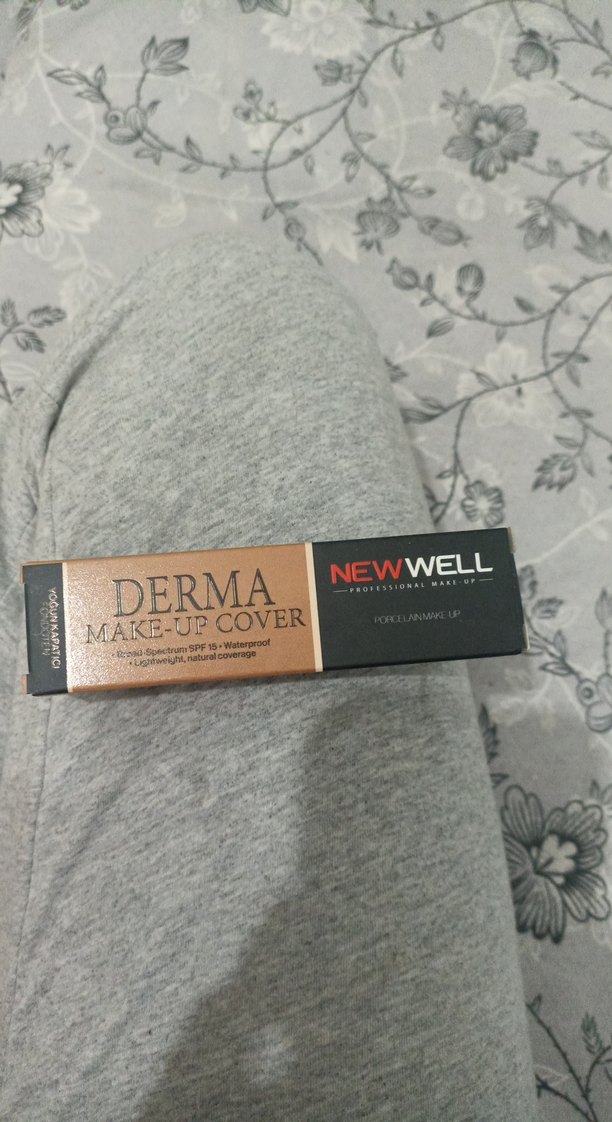 YOĞUN KAPATICI
FONDÖTEN
DERMA
MAKE-UP COVER
• Broad-Spectrum SPF 15 • Waterproof
• Lightweight, natural coverage
NEWWELL
PROFESSIONAL MAKE-UP
PORCELAIN MAKE-UP